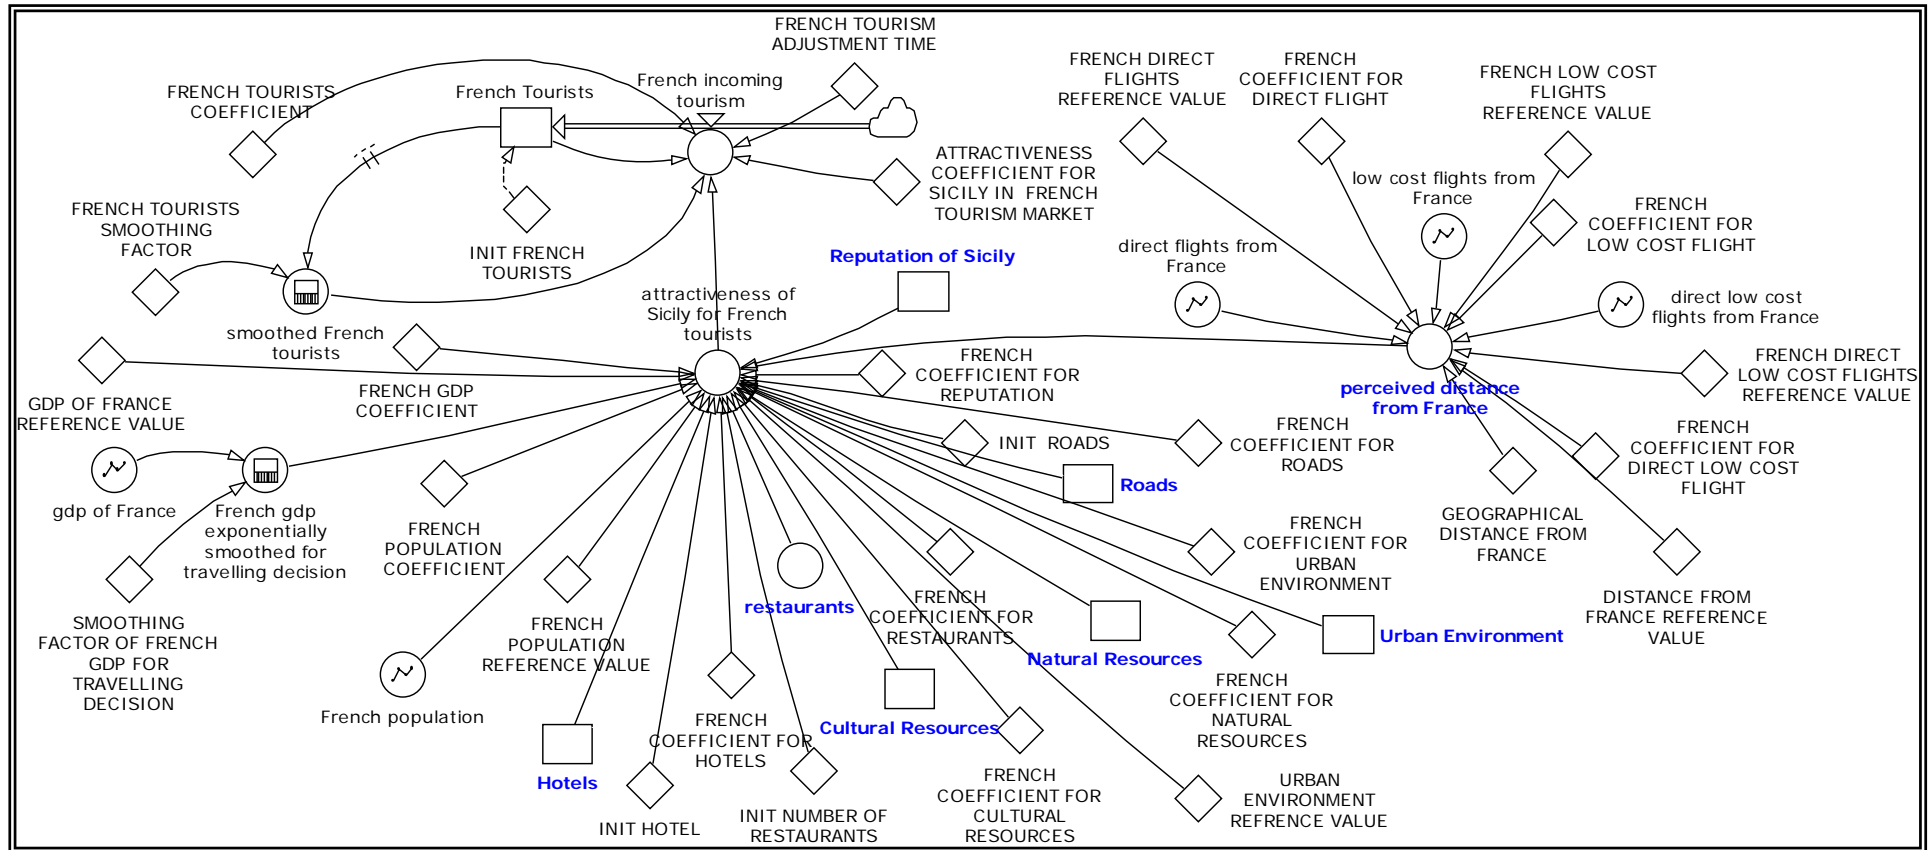 FRENCH TOURISM
ADJUSTMENT TIME
FRENCH TOURISTS
COEFFICIENT
French Tourists
French incoming
tourism
FRENCH DIRECT
FLIGHTS
REFERENCE VALUE
FRENCH
COEFFICIENT FOR
DIRECT FLIGHT
FRENCH LOW COST
FLIGHTS
REFERENCE VALUE
ATTRACTIVENESS
COEFFICIENT FOR
SICILY IN FRENCH
TOURISM MARKET
low cost flights from
France
FRENCH
COEFFICIENT FOR
LOW COST FLIGHT
FRENCH TOURISTS
SMOOTHING
FACTOR
INIT FRENCH
TOURISTS
Reputation of Sicily
direct flights from
France
attractiveness of
Sicily for French
tourists
direct low cost
flights from France
smoothed French
tourists
FRENCH GDP
COEFFICIENT
FRENCH
COEFFICIENT FOR
REPUTATION
perceived distance
from France
FRENCH DIRECT
LOW COST FLIGHTS
REFERENCE VALUE
GDP OF FRANCE
REFERENCE VALUE
INIT ROADS
FRENCH
COEFFICIENT FOR
ROADS
FRENCH
COEFFICIENT FOR
DIRECT LOW COST
FLIGHT
Roads
gdp of France
French gdp
exponentially
smoothed for
travelling decision
FRENCH
POPULATION
COEFFICIENT
GEOGRAPHICAL
DISTANCE FROM
FRANCE
FRENCH
COEFFICIENT FOR
URBAN
ENVIRONMENT
restaurants
FRENCH
COEFFICIENT FOR
RESTAURANTS
DISTANCE FROM
FRANCE REFERENCE
VALUE
SMOOTHING
FACTOR OF FRENCH
GDP FOR
TRAVELLING
DECISION
FRENCH
POPULATION
REFERENCE VALUE
Natural Resources
Urban Environment
French population
FRENCH
COEFFICIENT FOR
NATURAL
RESOURCES
FRENCH
COEFFICIENT FOR
HOTELS
Cultural Resources
Hotels
FRENCH
COEFFICIENT FOR
CULTURAL
RESOURCES
URBAN
ENVIRONMENT
REFRENCE VALUE
INIT HOTEL
INIT NUMBER OF
RESTAURANTS